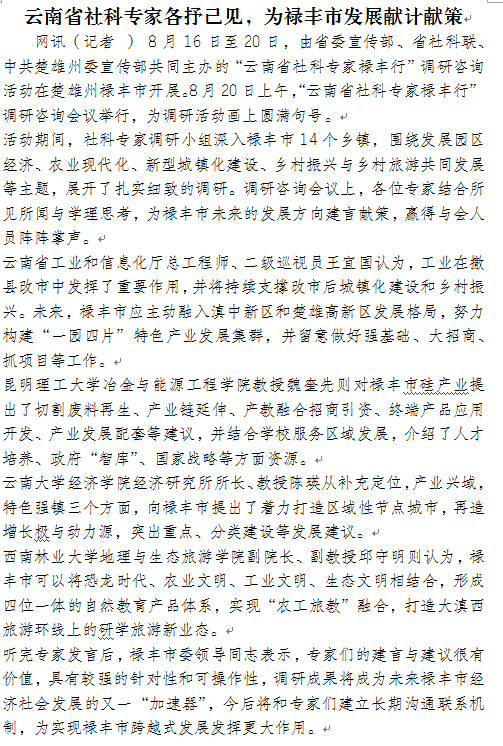 云南省社科专家各抒己见，为禄丰市发展献计献策
网讯（记者 ）8月16日至20日，由省委宣传部、省社科联、
中共楚雄州委宣传部共同主办的“云南省社科专家禄丰行”调研咨询
活动在楚雄州禄丰市开展。8月20日上午，“云南省社科专家禄丰行”
调研咨询会议举行，为调研活动画上圆满句号。
活动期间，社科专家调研小组深入禄丰市14个乡镇，围绕发展园区
经济、农业现代化、新型城镇化建设、乡村振兴与乡村旅游共同发展
等主题，展开了扎实细致的调研。调研咨询会议上，各位专家结合所
见所闻与学理思考，为禄丰市未来的发展方向建言献策，赢得与会人
员阵阵掌声。
云南省工业和信息化厅总工程师、二级巡视员王宜国认为，工业在撤
县改市中发挥了重要作用，并将持续支撑改市后城镇化建设和乡村振
兴。未来，禄丰市应主动融入滇中新区和楚雄高新区发展格局，努力
构建“一园四片”特色产业发展集群，并留意做好强基础、大招商、
抓项目等工作。
昆明理工大学冶金与能源工程学院教授魏奎先则对禄丰市硅产业提
出了切割废料再生、产业链延伸、产教融合招商引资、终端产品应用
开发、产业发展配套等建议，并结合学校服务区域发展，介绍了人才
培养、政府“智库”、国家战略等方面资源。
云南大学经济学院经济研究所所长、教授陈瑛从补充定位，产业兴域，
特色强镇三个方面，向禄丰市提出了着力打造区域性节点城市，再造
增长极与动力源，突出重点、分类建设等发展建议。
西南林业大学地理与生态旅游学院副院长、副教授邱守明则认为，禄
丰市可以将恐龙时代、农业文明、工业文明、生态文明相结合，形成
四位一体的自然教育产品体系，实现“农工旅教”融合，打造大滇西
旅游环线上的研学旅游新业态。
听完专家发言后，禄丰市委领导同志表示，专家们的建言与建议很有
价值，具有较强的针对性和可操作性，调研成果将成为未来禄丰市经
济社会发展的又一“加速器”，今后将和专家们建立长期沟通联系机
制，为实现禄丰市跨越式发展发挥更大作用。